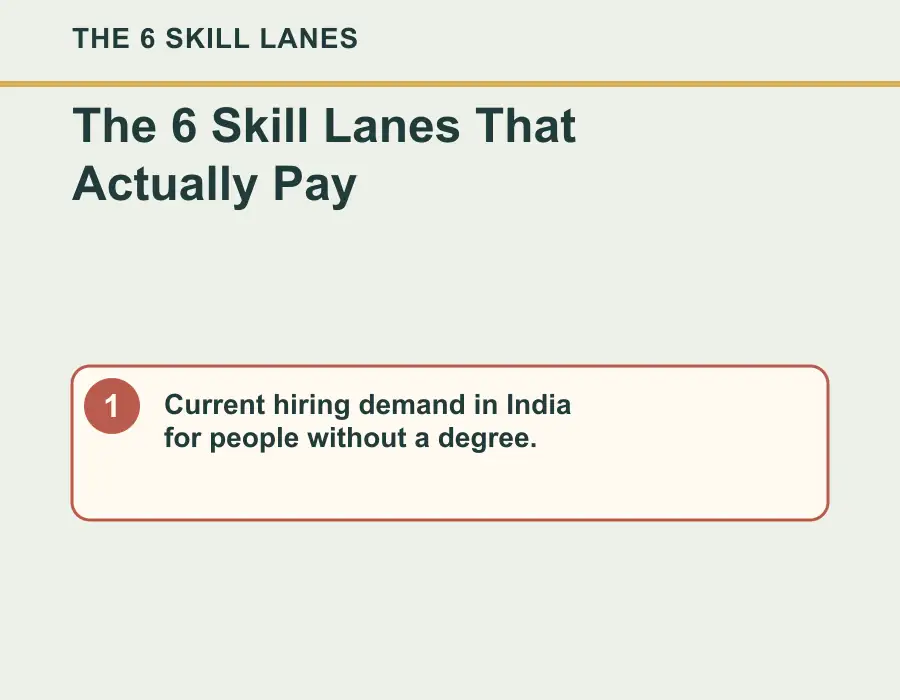 THE 6 SKILL LANES
The 6 Skill Lanes That
Actually Pay
1
Current hiring demand in India
for people without a degree.